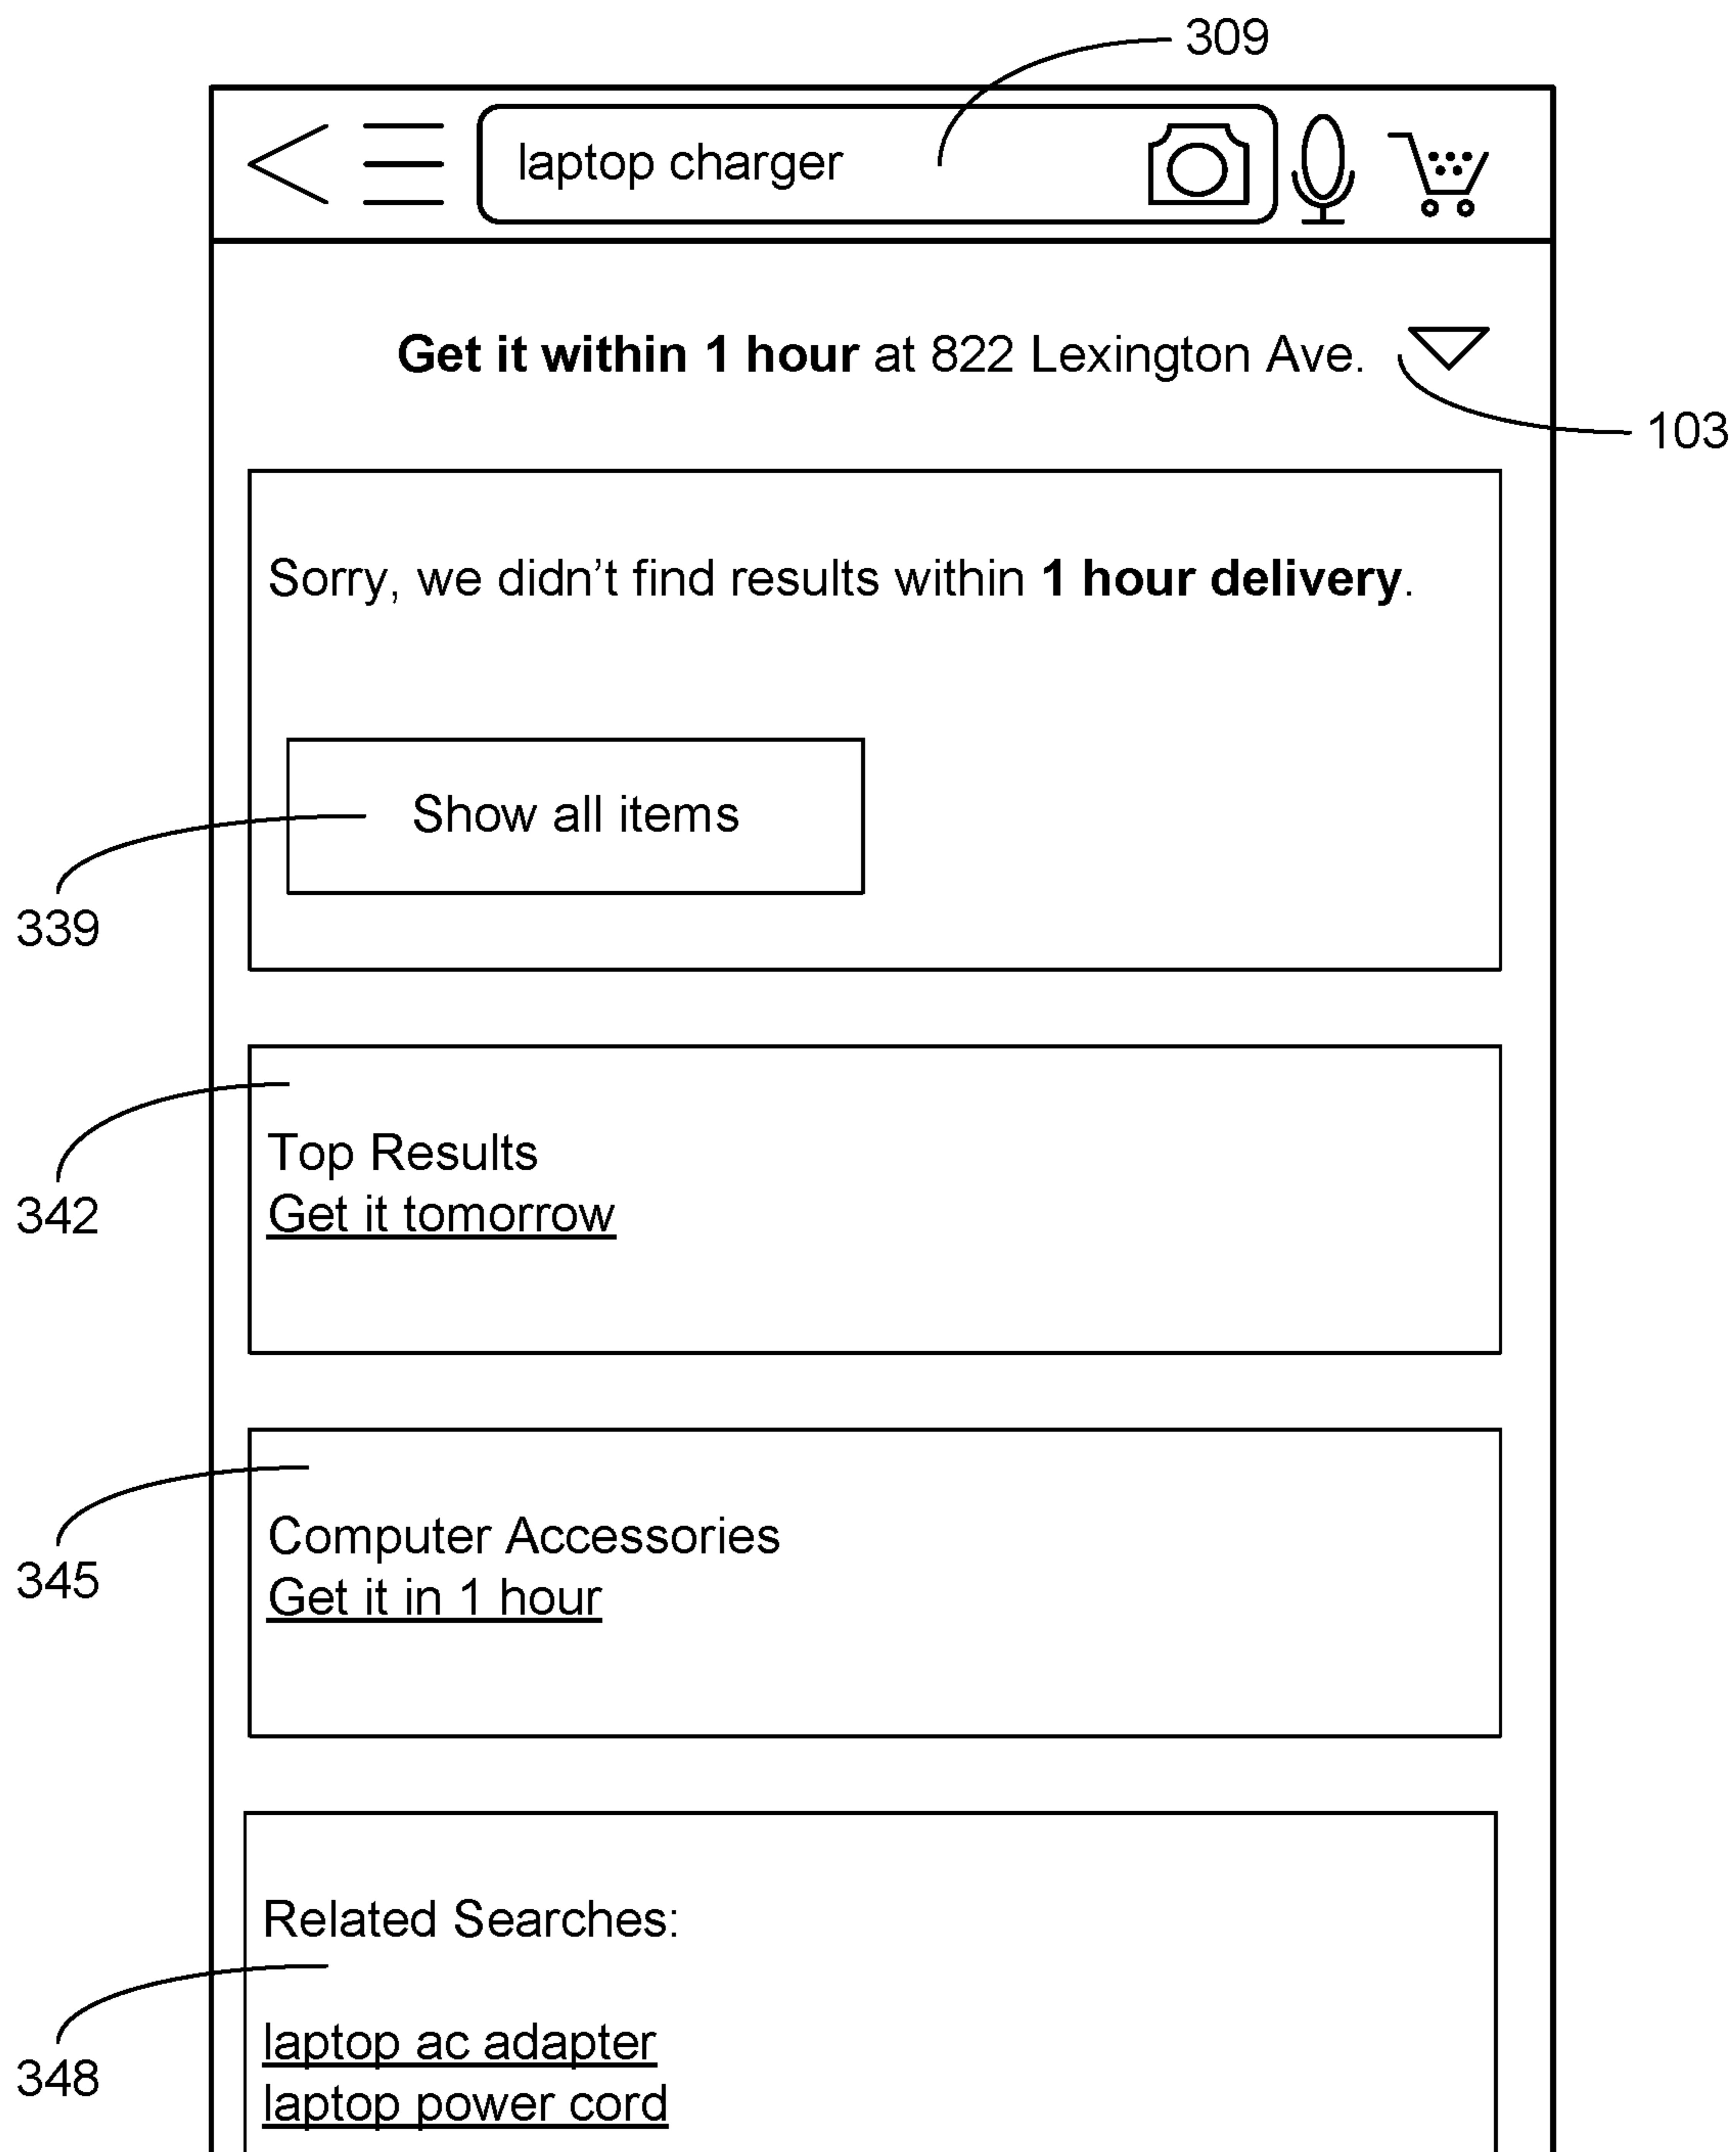 309
laptop charger
Get it within 1 hour at 822 Lexington Ave.
103
Sorry, we didn’t find results within 1 hour delivery.
Show all items
339
342
Top Results
Get it tomorrow
345
Computer Accessories
Get it in 1 hour
Related Searches:
348
laptop ac adapter
laptop power cord